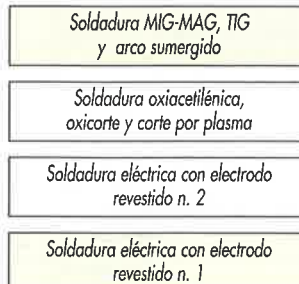 Soldadura MIG-MAG, TIG
y arco sumergido
Soldadura oxiacetilénica,
oxicorte y corte por plasma
Soldadura eléctrica con electrodo
revestido n. 2
Soldadura eléctrica con electrodo
revestido n. 1